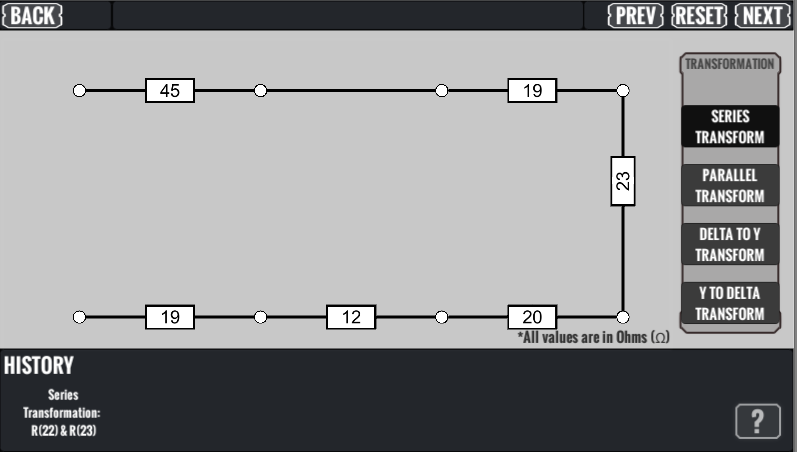 BACK
PREV RESET NEXT
TRANSFORMATION
45
19
SERIES
TRANSFORM
23
PARALLEL
TRANSFORM
DELTA TO Y
TRANSFORM
Y TO DELTA
TRANSFORM
19
12
20
*All values are in Ohms (Ω)
HISTORY
Series
Transformation:
R(22) & R(23)
?